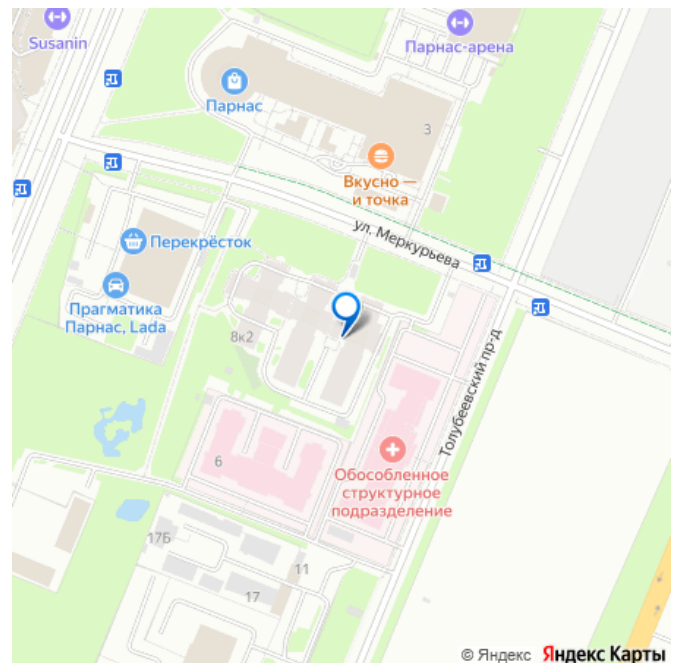 Susanin
Парнас-арена
Парнас
3
Вкусно —
и точка
ул. Меркурьева
Перекрёсток
Прагматика
Парнас, Lada
8к2
Толубеевский пр-д
6
Обособленное
структурное
подразделение
17Б
11
17
© Яндекс Яндекс Карты